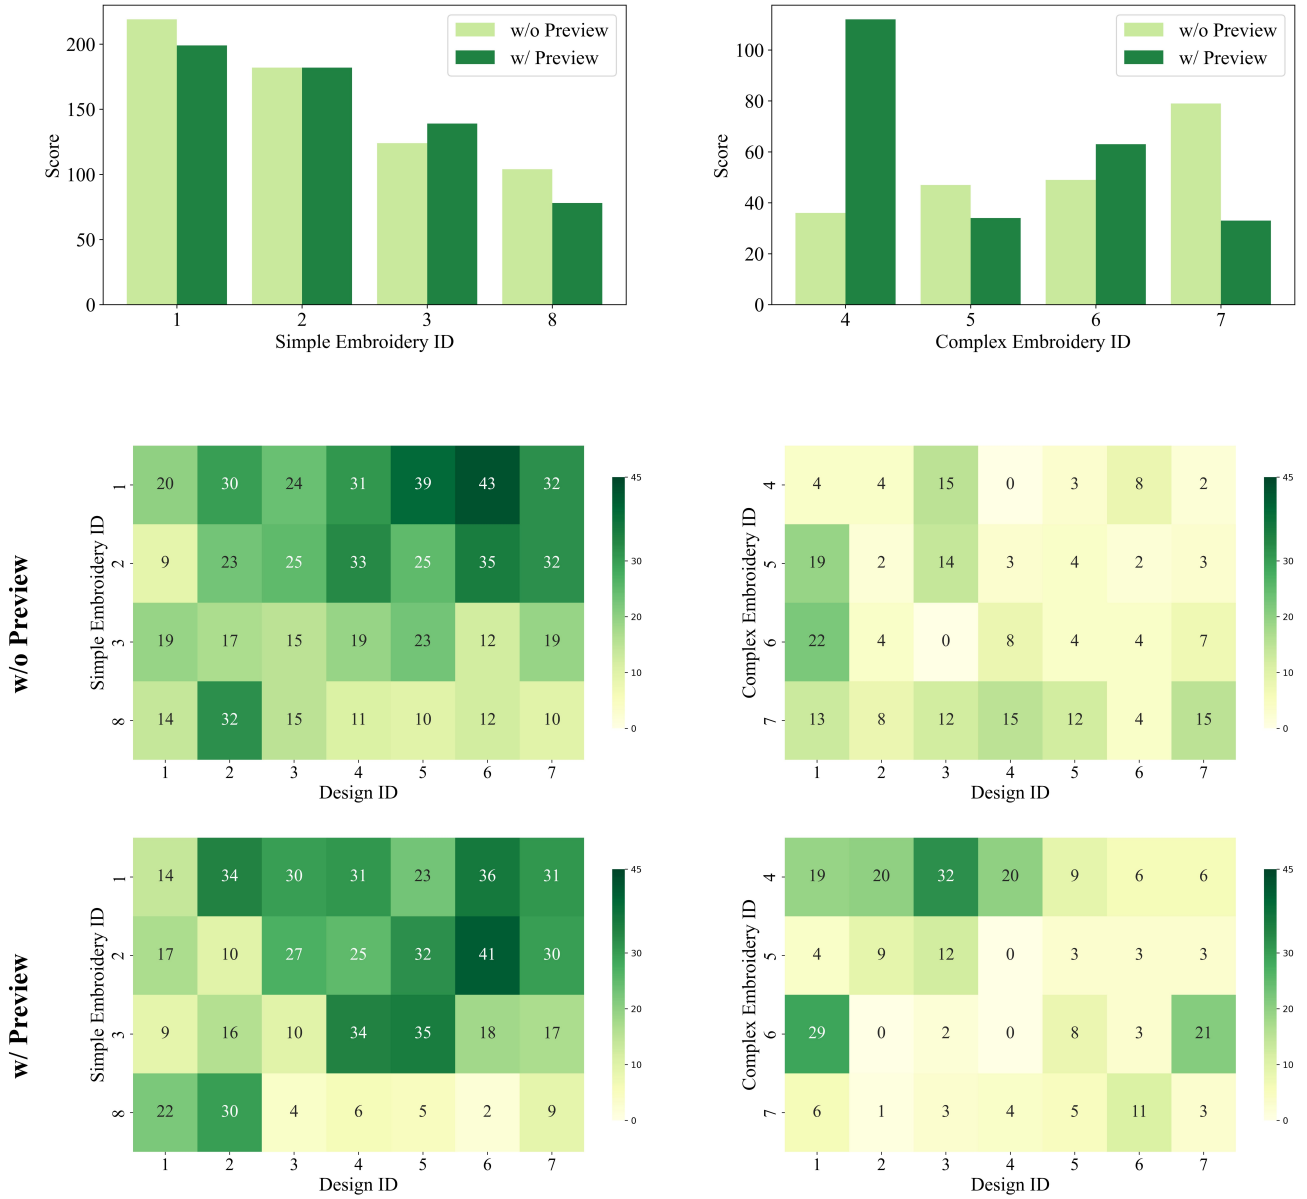 w/o Preview
w/ Preview
200
150
100
50
0
Score
1 2 3 8
Simple Embroidery ID
w/o Preview
w/ Preview
100
80
60
40
20
0
Score
4 5 6 7
Complex Embroidery ID
w/o Preview
Simple Embroidery ID
1 20 30 24 31 39 43 32
2 9 23 25 33 25 35 32
3 19 17 15 19 23 12 19
8 14 32 15 11 10 12 10
1 2 3 4 5 6 7
Design ID
45
40
30
20
10
0
Complex Embroidery ID
4 4 4 15 0 3 8 2
5 19 2 14 3 4 2 3
6 22 4 0 8 4 4 7
7 13 8 12 15 12 4 15
1 2 3 4 5 6 7
Design ID
45
40
30
20
10
0
w/ Preview
Simple Embroidery ID
1 14 34 30 31 23 36 31
2 17 10 27 25 32 41 30
3 9 16 10 34 35 18 17
8 22 30 4 6 5 2 9
1 2 3 4 5 6 7
Design ID
45
40
30
20
10
0
Complex Embroidery ID
4 19 20 32 20 9 6 6
5 4 9 12 0 3 3 3
6 29 0 2 0 8 3 21
7 6 1 3 4 5 11 3
1 2 3 4 5 6 7
Design ID
45
40
30
20
10
0